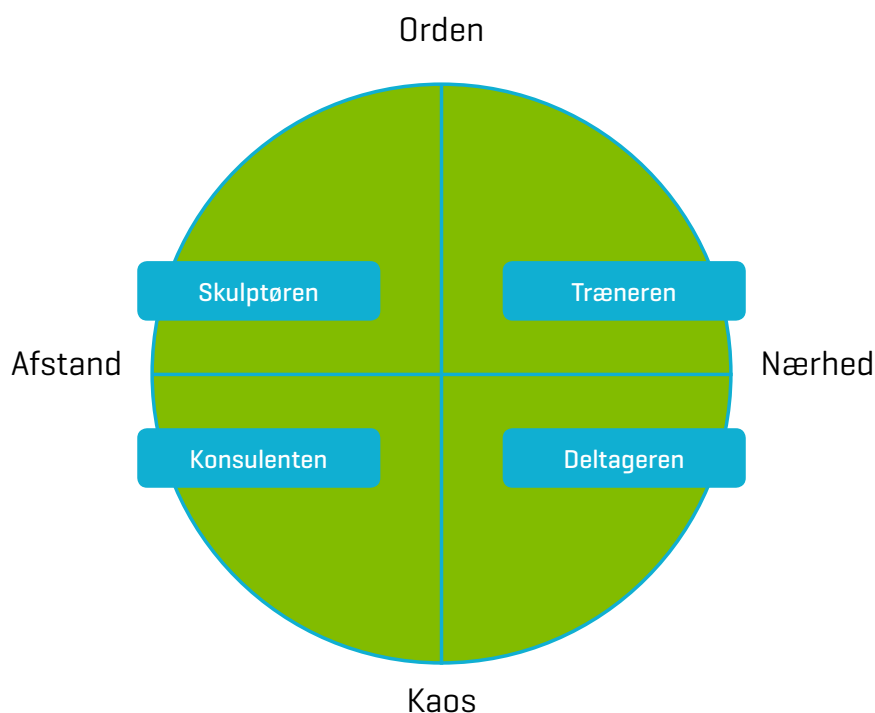 Orden
Skulptøren
Træneren
Afstand
Nærhed
Konsulenten
Deltageren
Kaos